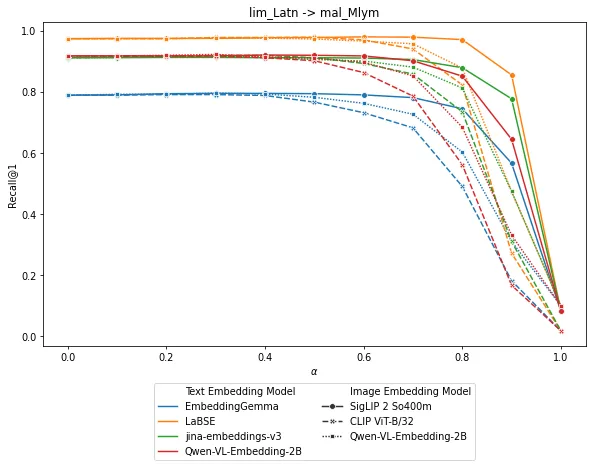 lim_Latn -> mal_Mlym
Recall@1
1.0
0.8
0.6
0.4
0.2
0.0
0.0 0.2 0.4 0.6 0.8 1.0
α
Text Embedding Model
EmbeddingGemma
LaBSE
jina-embeddings-v3
Qwen-VL-Embedding-2B
Image Embedding Model
SigLIP 2 So400m
CLIP ViT-B/32
Qwen-VL-Embedding-2B